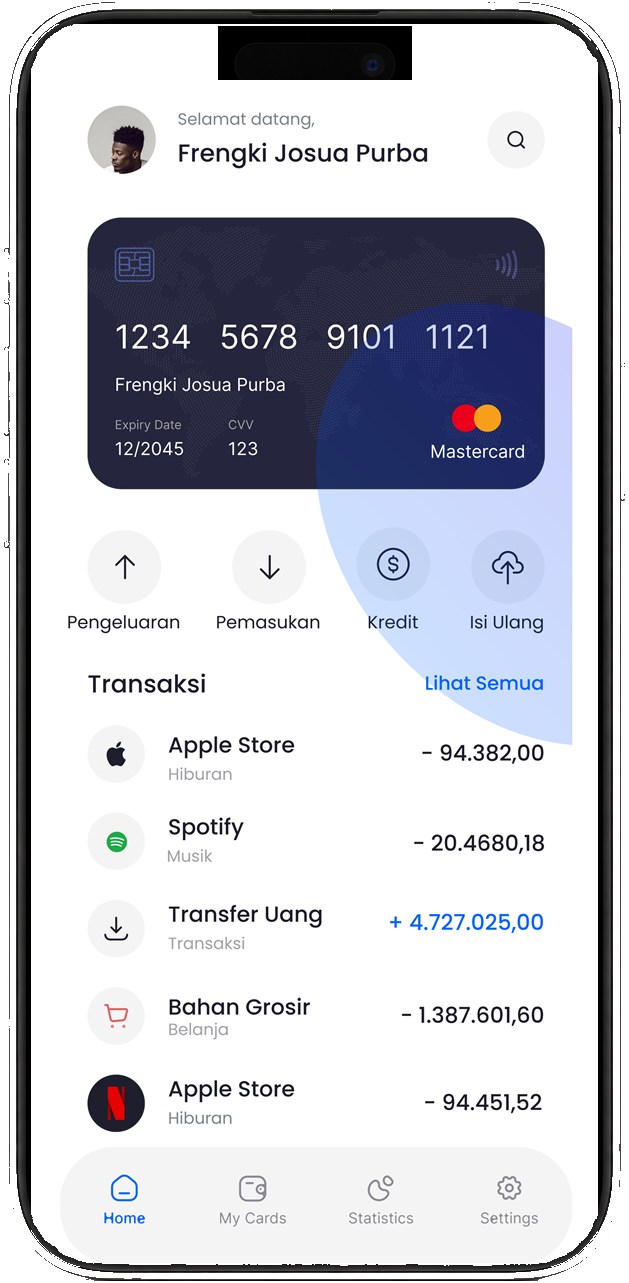 Selamat datang,
Frengki Josua Purba
1234 5678 9101 1121
Frengki Josua Purba
Expiry Date CVV
12/2045 123
Mastercard
Pengeluaran Pemasukan Kredit Isi Ulang
Transaksi Lihat Semua
Apple Store - 94.382,00
Hiburan
Spotify - 20.4680,18
Musik
Transfer Uang + 4.727.025,00
Transaksi
Bahan Grosir - 1.387.601,60
Belanja
Apple Store - 94.451,52
Hiburan
Home My Cards Statistics Settings